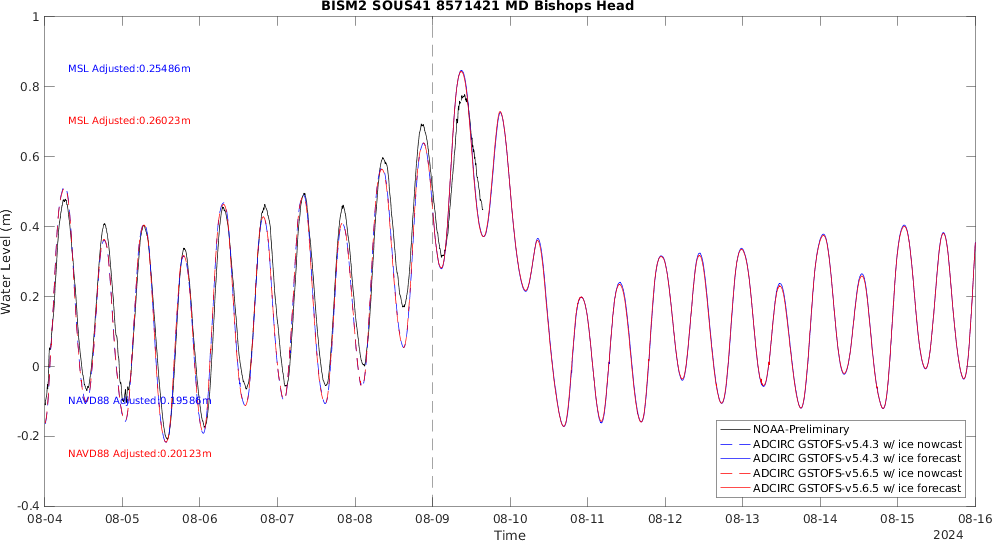 BISM2 SOUS41 8571421 MD Bishops Head
MSL Adjusted:0.25486m
MSL Adjusted:0.26023m
NAVD88 Adjusted:0.19586m
NAVD88 Adjusted:0.20123m
Water Level (m)
1
0.8
0.6
0.4
0.2
0
-0.2
-0.4
NOAA-Preliminary
ADCIRC GSTOFS-v5.4.3 w/ ice nowcast
ADCIRC GSTOFS-v5.4.3 w/ ice forecast
ADCIRC GSTOFS-v5.6.5 w/ ice nowcast
ADCIRC GSTOFS-v5.6.5 w/ ice forecast
08-04 08-05 08-06 08-07 08-08 08-09 08-10 08-11 08-12 08-13 08-14 08-15 08-16
Time
2024